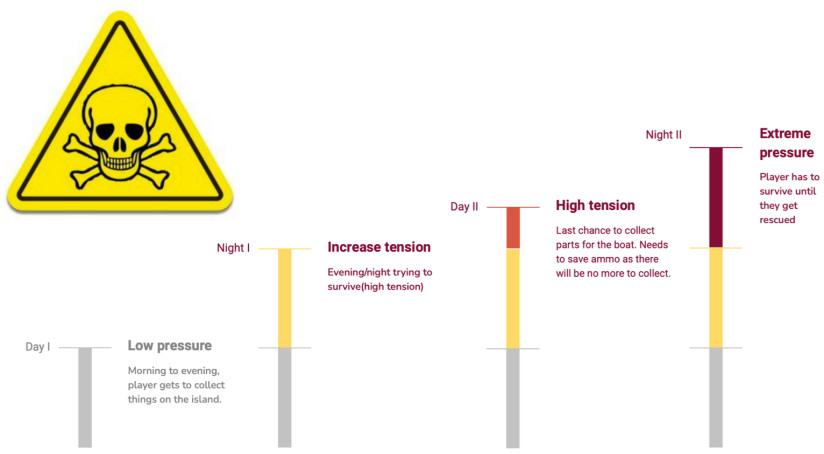 Day I
Low pressure
Morning to evening,
player gets to collect
things on the island.
Night I
Increase tension
Evening/night trying to
survive(high tension)
Day II
High tension
Last chance to collect
parts for the boat. Needs
to save ammo as there
will be no more to collect.
Night II
Extreme
pressure
Player has to
survive until
they get
rescued